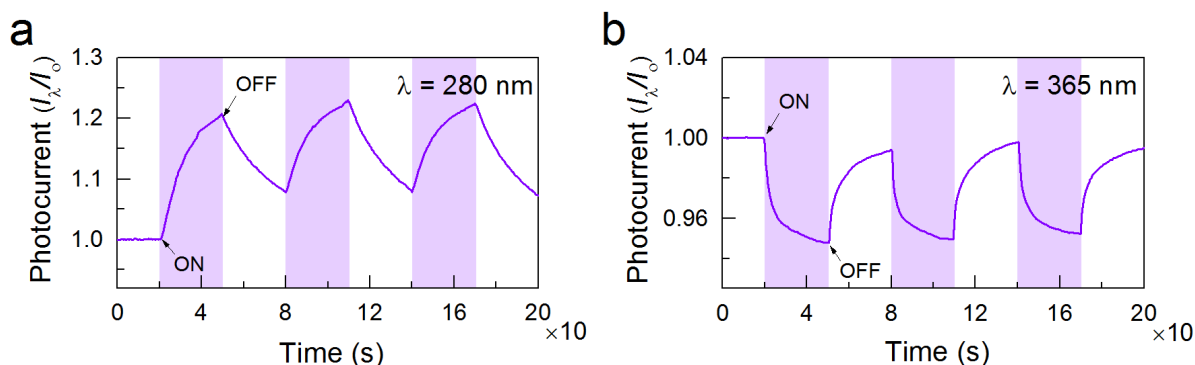 a
Photocurrent (Iλ/Io)
1.3
1.2
1.1
1.0
ON
OFF
λ = 280 nm
0 4 8 12 16 20
×10
Time (s)
b
Photocurrent (Iλ/Io)
1.04
1.00
0.96
ON
OFF
λ = 365 nm
0 4 8 12 16 20
×10
Time (s)